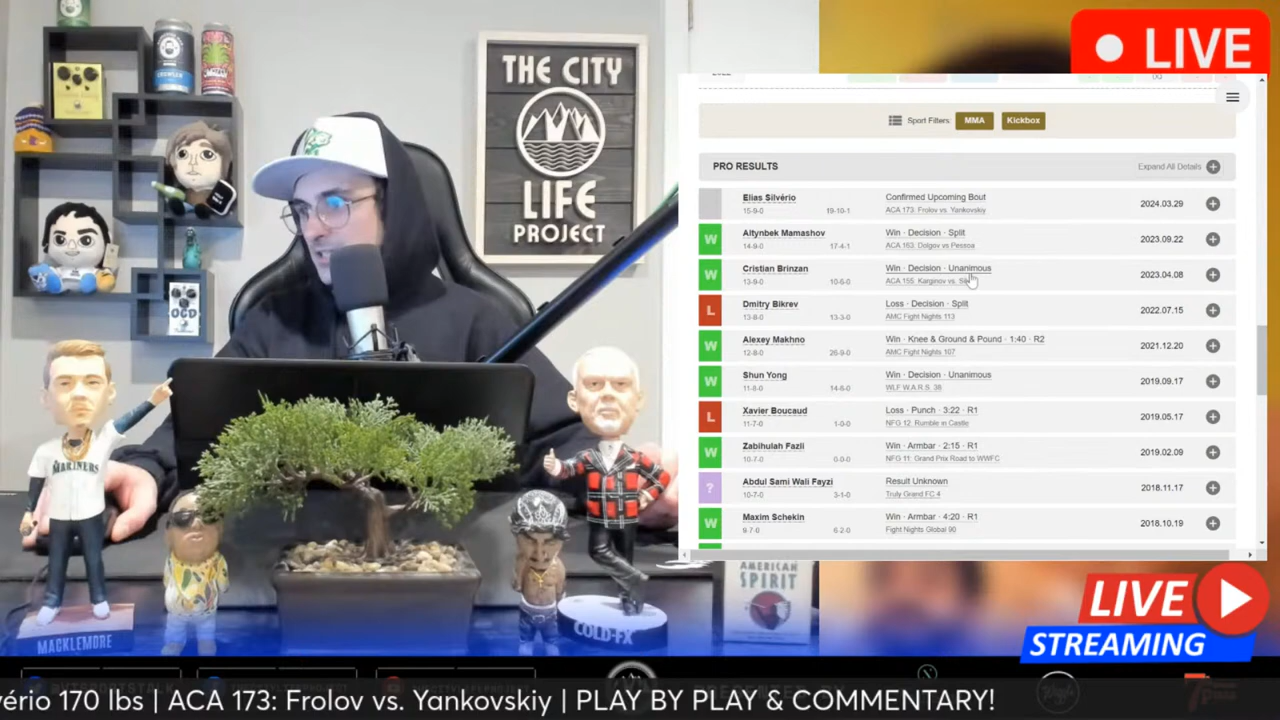 LIVE
THE CITY
LIFE
PROJECT
Sport Filters:
MMA
Kickbox
PRO RESULTS
Expand All Details
Elias Silvério
Confirmed Upcoming Bout
15-9-0
19-10-1
ACA 173: Frolov vs. Yankovskiy
2024.03.29
W
Altynbek Mamashov
Win · Decision · Split
14-9-0
17-4-1
ACA 163: Dalgov vs Pessoa
2023.09.22
W
Cristian Brinzan
Win · Decision · Unanimous
13-9-0
10-6-0
ACA 155: Karginov vs.
2023.04.08
L
Dmitry Bikrev
Loss · Decision · Split
13-8-0
13-3-0
AMC Fight Nights 113
2022.07.15
W
Alexey Makhno
Win · Knee & Ground & Pound · 1:40 · R2
12-8-0
26-9-0
AMC Fight Nights 107
2021.12.20
W
Shun Yong
Win · Decision · Unanimous
11-8-0
14-6-0
WLF W.A.R.S. 38
2019.09.17
L
Xavier Boucaud
Loss · Punch · 3:22 · R1
11-7-0
1-0-0
NFG 12: Rumble in Castle
2019.05.17
W
Zabihulah Fazli
Win · Armbar · 2:15 · R1
10-7-0
0-0-0
NFG 11: Grand Prix Road to WWFC
2019.02.09
?
Abdul Sami Wali Fayzi
Result Unknown
10-7-0
3-1-0
Truly Grand FC 4
2018.11.17
W
Maxim Schekin
Win · Armbar · 4:20 · R1
9-7-0
6-2-0
Fight Nights Global 90
2018.10.19
OCD
MARINERS
MACKLEMORE
COLD-FX
AMERICAN
SPIRIT
LIVE
STREAMING
vério 170 lbs | ACA 173: Frolov vs. Yankovskiy | PLAY BY PLAY & COMMENTARY!